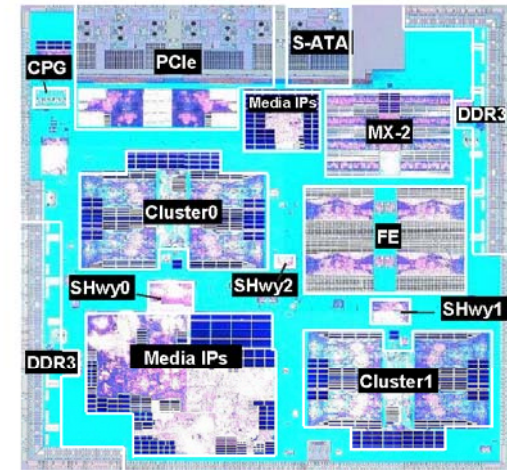 S-ATA
PCIe
CPG
Media IPs
DDR3
MX-2
Cluster0
FE
SHwy0
SHwy2
SHwy1
DDR3
Media IPs
Cluster1